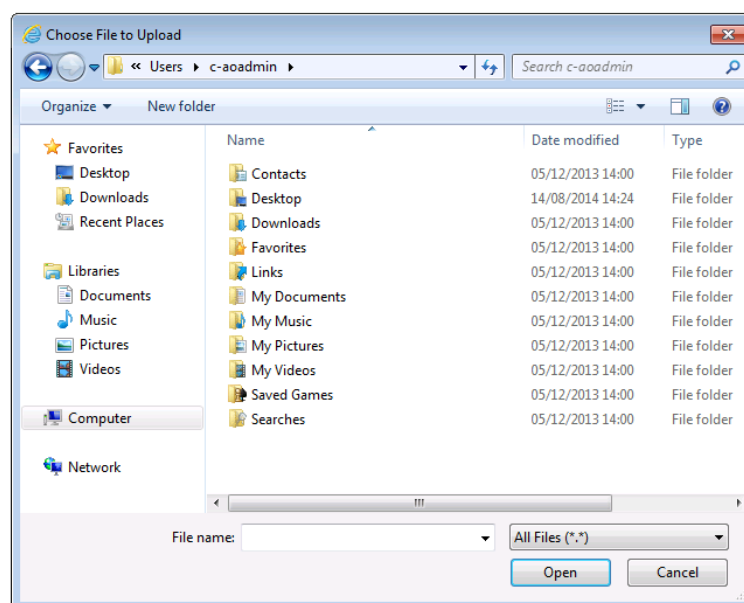 Choose File to Upload
« Users c-aoadmin
Search c-aoadmin
Organize New folder
Favorites
Desktop
Downloads
Recent Places
Libraries
Documents
Music
Pictures
Videos
Computer
Network
Name Date modified Type
Contacts 05/12/2013 14:00 File folder
Desktop 14/08/2014 14:24 File folder
Downloads 05/12/2013 14:00 File folder
Favorites 05/12/2013 14:00 File folder
Links 05/12/2013 14:00 File folder
My Documents 05/12/2013 14:00 File folder
My Music 05/12/2013 14:00 File folder
My Pictures 05/12/2013 14:00 File folder
My Videos 05/12/2013 14:00 File folder
Saved Games 05/12/2013 14:00 File folder
Searches 05/12/2013 14:00 File folder
File name: All Files (*.*)
Open Cancel